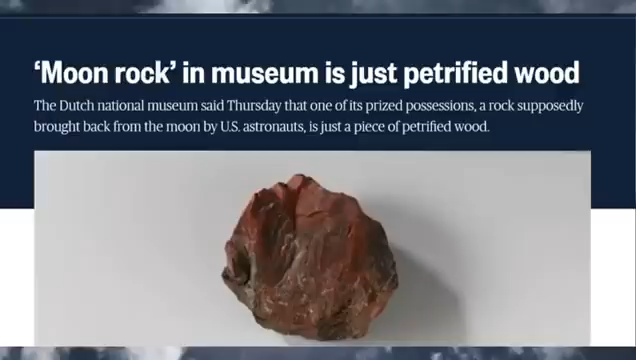 ‘Moon rock’ in museum is just petrified wood
The Dutch national museum said Thursday that one of its prized possessions, a rock supposedly
brought back from the moon by U.S. astronauts, is just a piece of petrified wood.